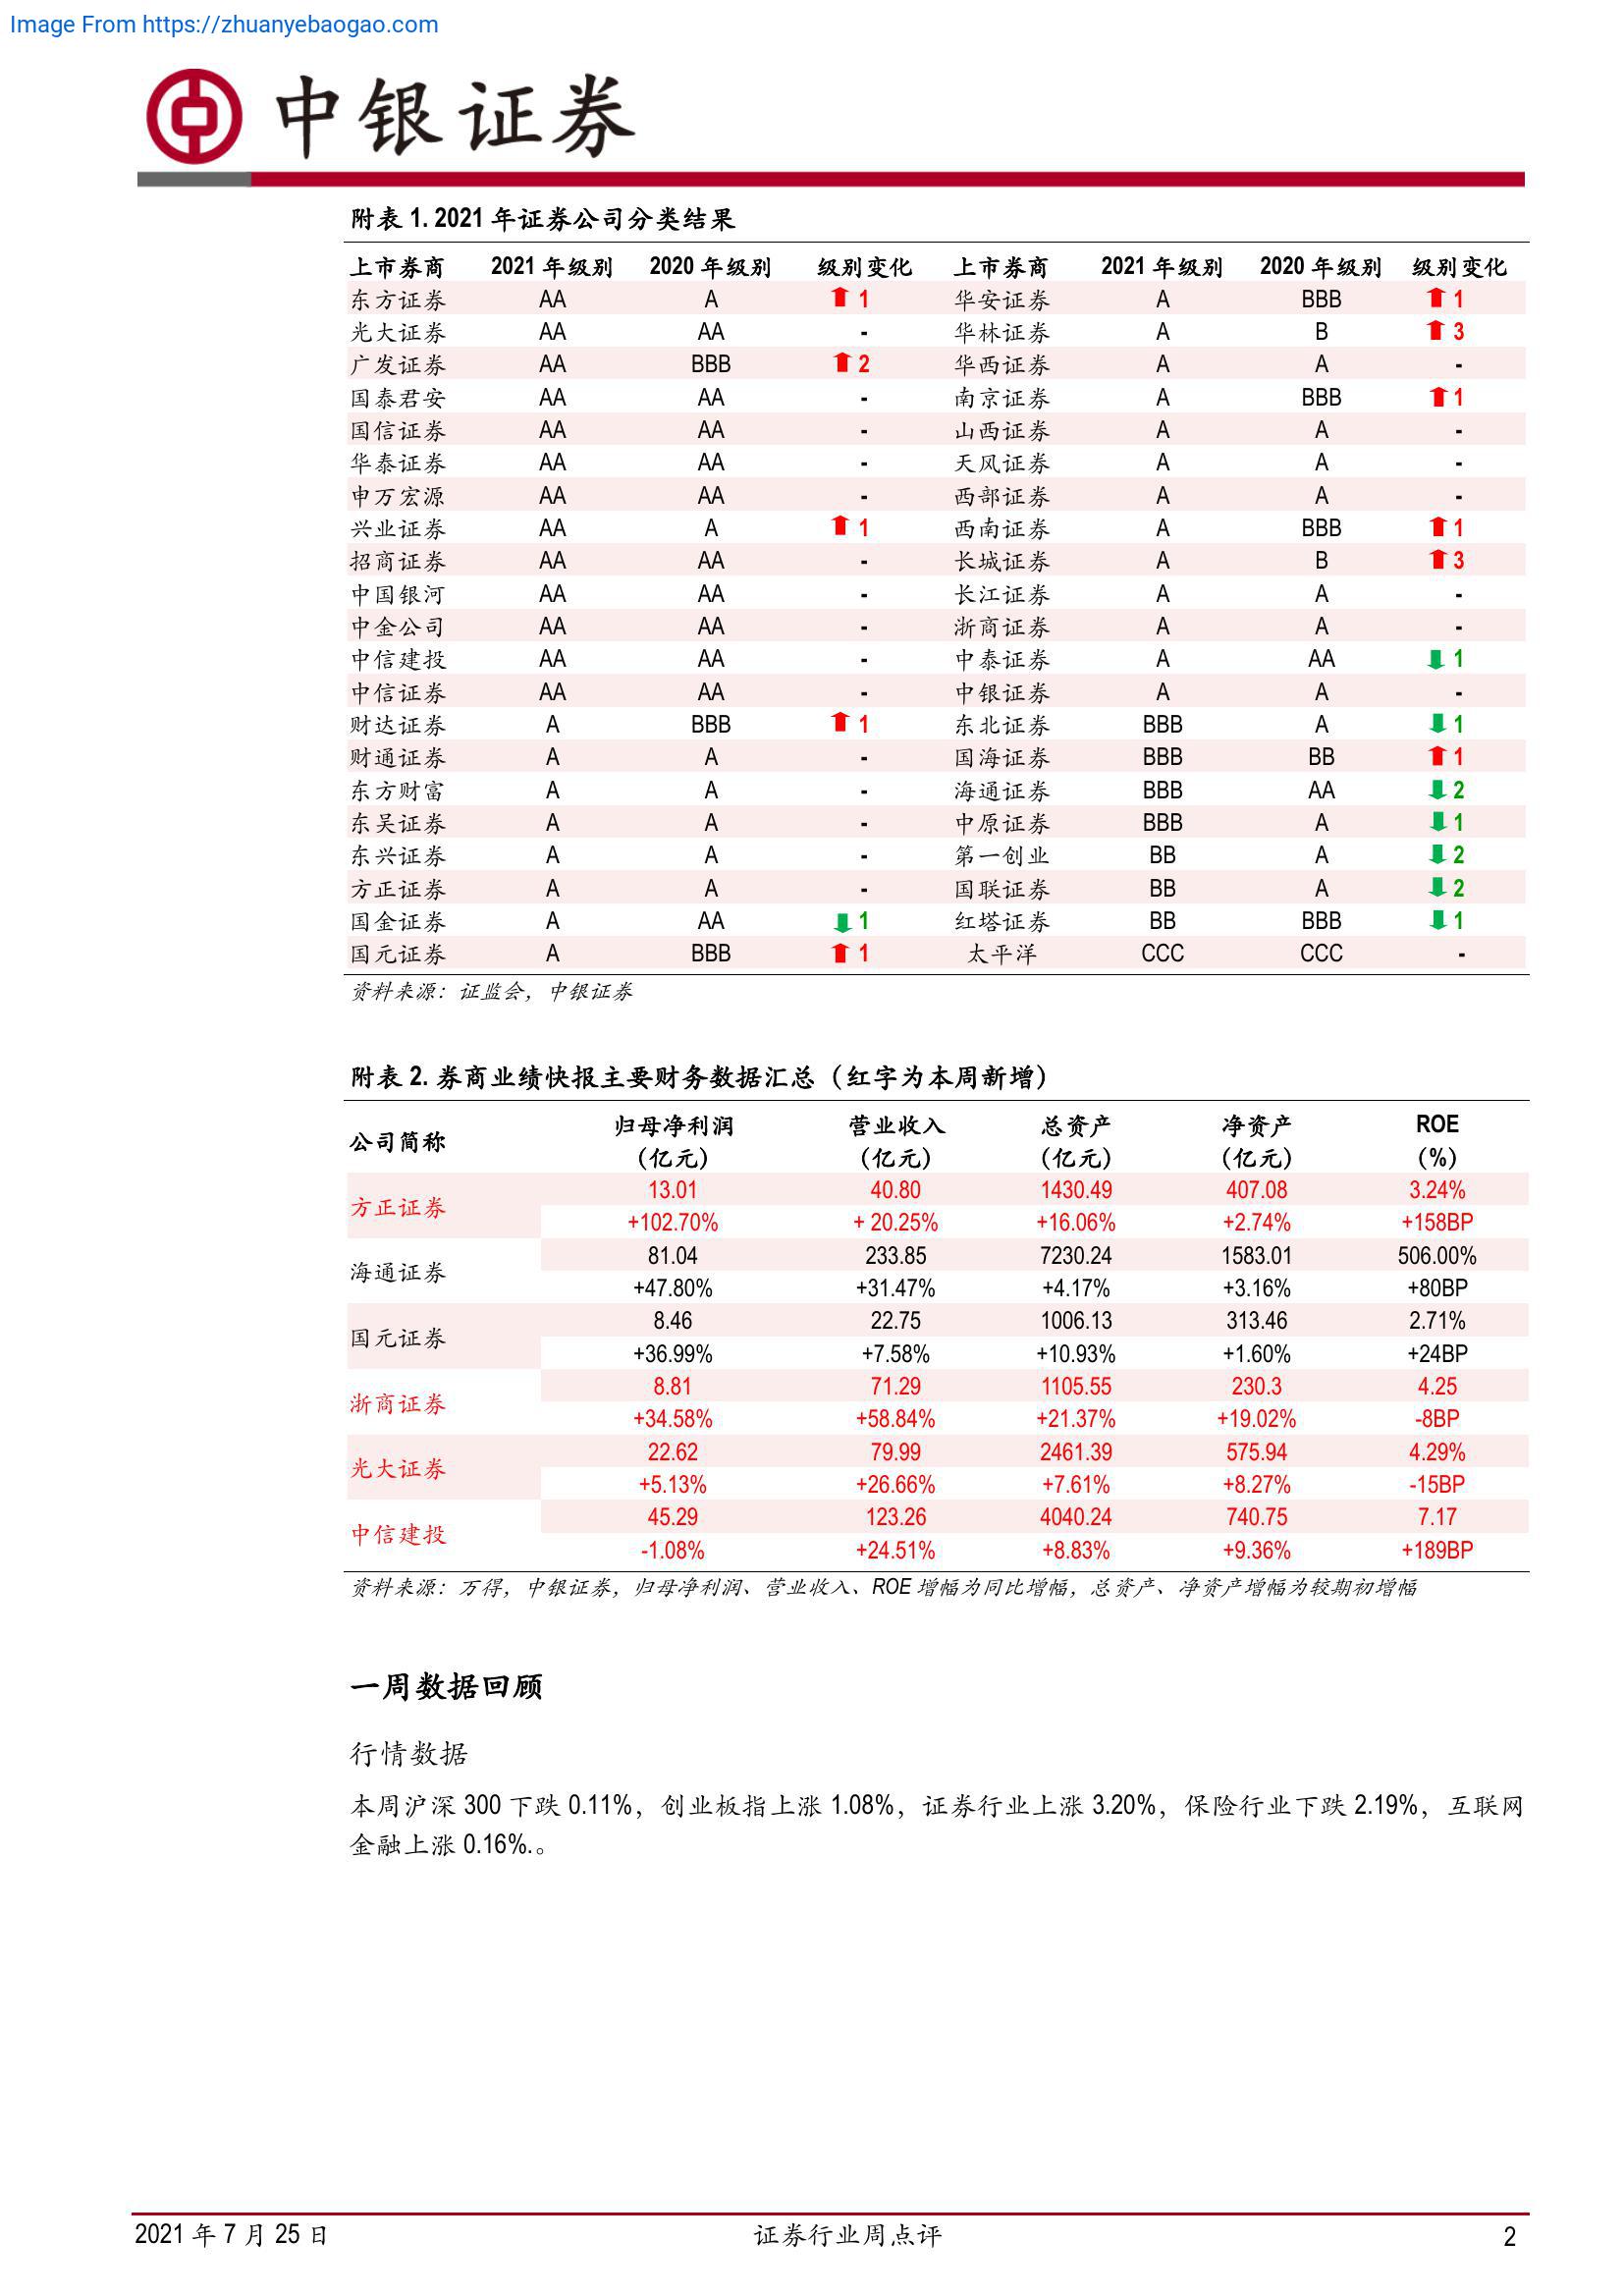 Image From https://zhuanyebaogao.com
中银证券
附表 1. 2021 年证券公司分类结果
上市券商 2021 年级别 2020 年级别 级别变化 上市券商 2021 年级别 2020 年级别 级别变化
东方证券 AA A ⬆ 1 华安证券 A BBB ⬆ 1
光大证券 AA AA - 华林证券 A B ⬆ 3
广发证券 AA BBB ⬆ 2 华西证券 A A -
国泰君安 AA AA - 南京证券 A BBB ⬆ 1
国信证券 AA AA - 山西证券 A A -
华泰证券 AA AA - 天风证券 A A -
申万宏源 AA AA - 西部证券 A A -
兴业证券 AA A ⬆ 1 西南证券 A BBB ⬆ 1
招商证券 AA AA - 长城证券 A B ⬆ 3
中国银河 AA AA - 长江证券 A A -
中金公司 AA AA - 浙商证券 A A -
中信建投 AA AA - 中泰证券 A AA ⬇ 1
中信证券 AA AA - 中银证券 A A -
财达证券 A BBB ⬆ 1 东北证券 BBB A ⬇ 1
财通证券 A A - 国海证券 BBB BB ⬆ 1
东方财富 A A - 海通证券 BBB AA ⬇ 2
东吴证券 A A - 中原证券 BBB A ⬇ 1
东兴证券 A A - 第一创业 BB A ⬇ 2
方正证券 A A - 国联证券 BB A ⬇ 2
国金证券 A AA ⬇ 1 红塔证券 BB BBB ⬇ 1
国元证券 A BBB ⬆ 1 太平洋 CCC CCC -
资料来源：证监会，中银证券
附表 2. 券商业绩快报主要财务数据汇总（红字为本周新增）
公司简称 归母净利润 营业收入 总资产 净资产 ROE
（亿元） （亿元） （亿元） （亿元） （%）
方正证券 13.01 40.80 1430.49 407.08 3.24%
+102.70% + 20.25% +16.06% +2.74% +158BP
海通证券 81.04 233.85 7230.24 1583.01 506.00%
+47.80% +31.47% +4.17% +3.16% +80BP
国元证券 8.46 22.75 1006.13 313.46 2.71%
+36.99% +7.58% +10.93% +1.60% +24BP
浙商证券 8.81 71.29 1105.55 230.3 4.25
+34.58% +58.84% +21.37% +19.02% -8BP
光大证券 22.62 79.99 2461.39 575.94 4.29%
+5.13% +26.66% +7.61% +8.27% -15BP
中信建投 45.29 123.26 4040.24 740.75 7.17
-1.08% +24.51% +8.83% +9.36% +189BP
资料来源：万得，中银证券，归母净利润、营业收入、ROE 增幅为同比增幅，总资产、净资产增幅为较期初增幅
一周数据回顾
行情数据
本周沪深 300 下跌 0.11%，创业板指上涨 1.08%，证券行业上涨 3.20%，保险行业下跌 2.19%，互联网
金融上涨 0.16%.。
2021 年 7 月 25 日 证券行业周点评 2